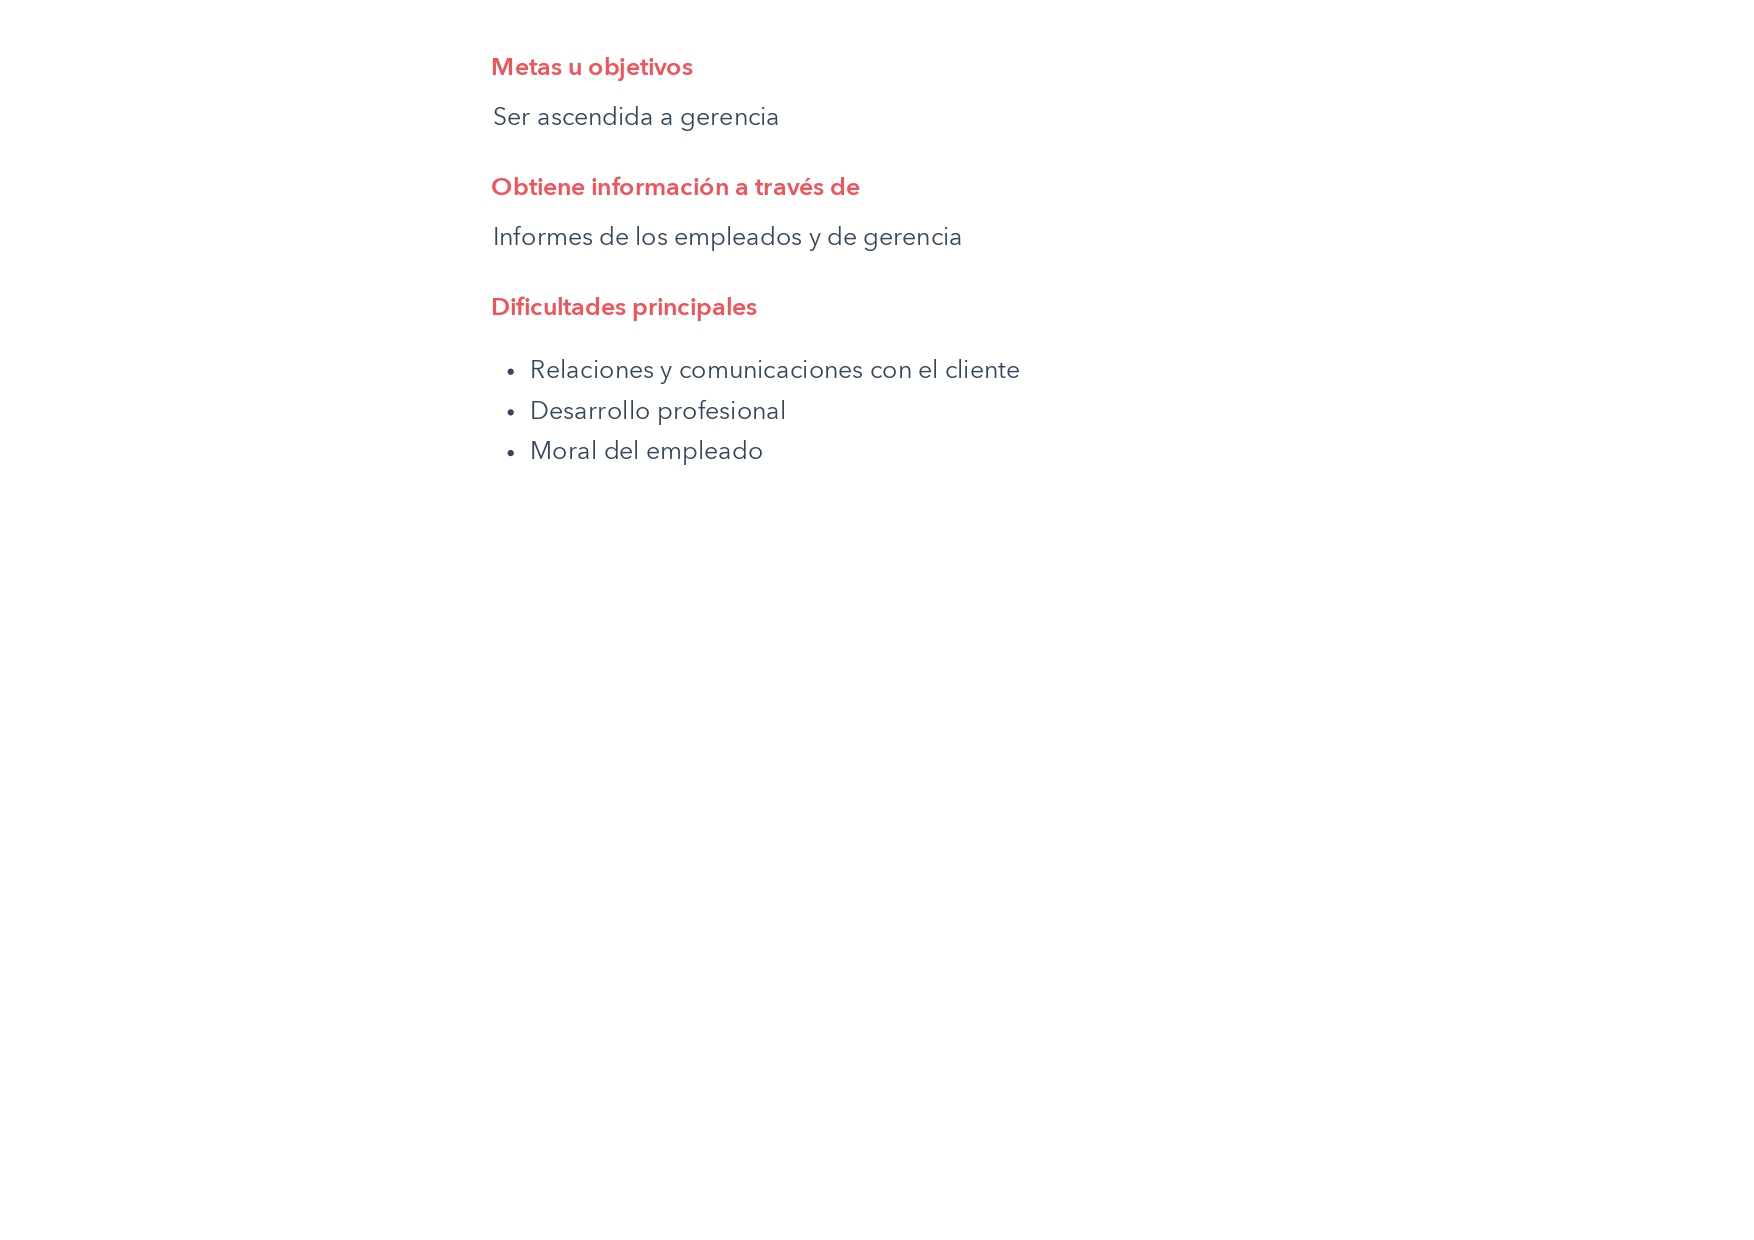 Metas u objetivos
Ser ascendida a gerencia
Obtiene información a través de
Informes de los empleados y de gerencia
Dificultades principales
• Relaciones y comunicaciones con el cliente
• Desarrollo profesional
• Moral del empleado